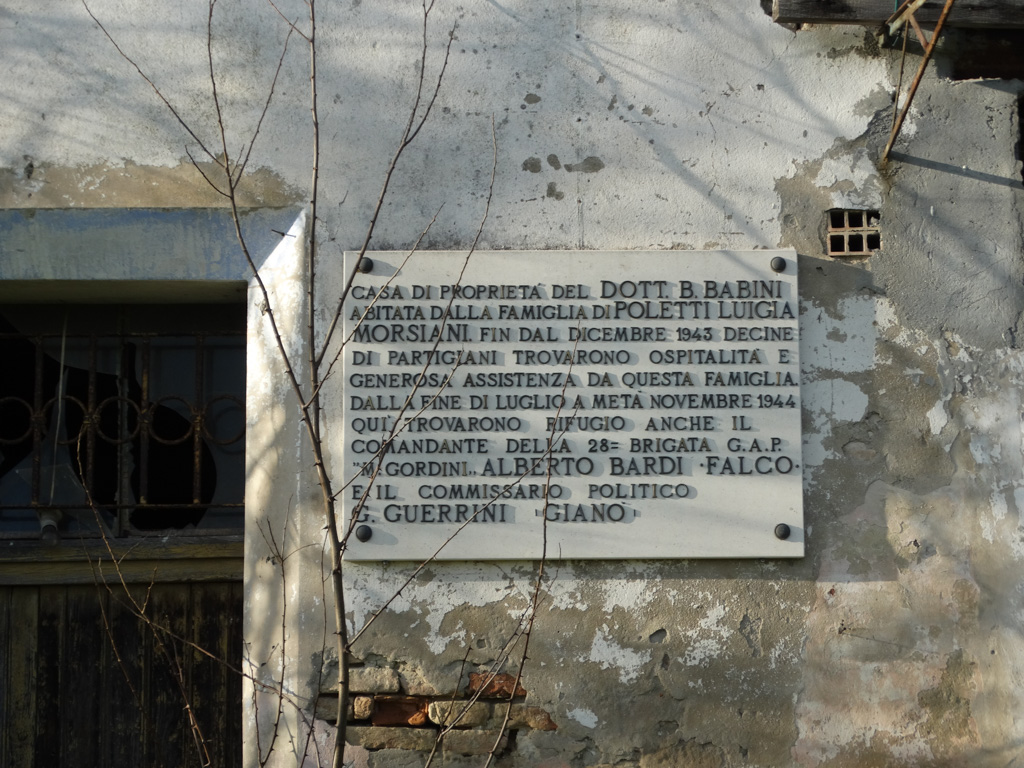 CASA DI PROPRIETA' DEL DOTT. B. BABINI
ABITATA DALLA FAMIGLIA DI POLETTI LUIGIA
MORSIANI. FIN DAL DICEMBRE 1943 DECINE
DI PARTIGIANI TROVARONO OSPITALITÀ E
GENEROSA ASSISTENZA DA QUESTA FAMIGLIA.
DALLA FINE DI LUGLIO A METÀ NOVEMBRE 1944
QUI TROVARONO RIFUGIO ANCHE IL
COMANDANTE DELLA 28= BRIGATA G.A.P.
"M. GORDINI„ ALBERTO BARDI ·FALCO·
E IL COMMISSARIO POLITICO
G. GUERRINI "GIANO"